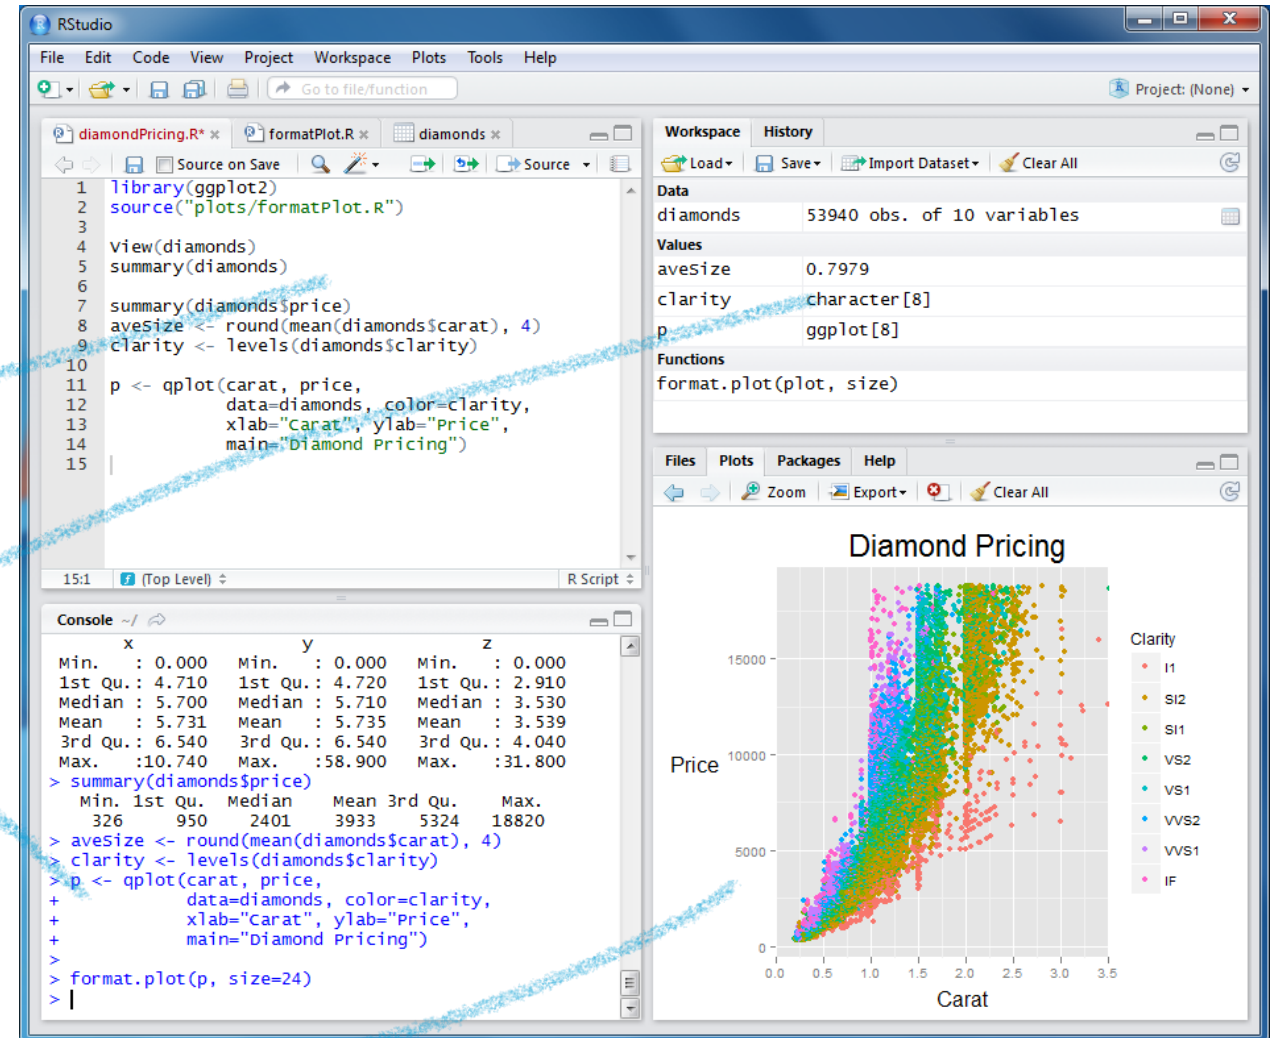 RStudio
File Edit Code View Project Workspace Plots Tools Help
Go to file/function
Project: (None)
diamondPricing.R* formatPlot.R diamonds
Source on Save Source
1 library(ggplot2)
2 source("plots/formatPlot.R")
3
4 View(diamonds)
5 summary(diamonds)
6
7 summary(diamonds$price)
8 aveSize <- round(mean(diamonds$carat), 4)
9 clarity <- levels(diamonds$clarity)
10
11 p <- qplot(carat, price,
12 data=diamonds, color=clarity,
13 xlab="Carat", ylab="Price",
14 main="Diamond Pricing")
15
15:1 (Top Level) R Script
Console ~/
x y z
Min. : 0.000 Min. : 0.000 Min. : 0.000
1st Qu.: 4.710 1st Qu.: 4.720 1st Qu.: 2.910
Median : 5.700 Median : 5.710 Median : 3.530
Mean : 5.731 Mean : 5.735 Mean : 3.539
3rd Qu.: 6.540 3rd Qu.: 6.540 3rd Qu.: 4.040
Max. :10.740 Max. :58.900 Max. :31.800
> summary(diamonds$price)
Min. 1st Qu. Median Mean 3rd Qu. Max.
326 950 2401 3933 5324 18820
> aveSize <- round(mean(diamonds$carat), 4)
> clarity <- levels(diamonds$clarity)
> p <- qplot(carat, price,
+ data=diamonds, color=clarity,
+ xlab="Carat", ylab="Price",
+ main="Diamond Pricing")
>
> format.plot(p, size=24)
>
Workspace History
Load Save Import Dataset Clear All
Data
diamonds 53940 obs. of 10 variables
Values
aveSize 0.7979
clarity character[8]
p ggplot[8]
Functions
format.plot(plot, size)
Files Plots Packages Help
Zoom Export Clear All
Diamond Pricing
Price
15000
10000
5000
0
0.0 0.5 1.0 1.5 2.0 2.5 3.0 3.5
Carat
Clarity
I1
SI2
SI1
VS2
VS1
VVS2
VVS1
IF